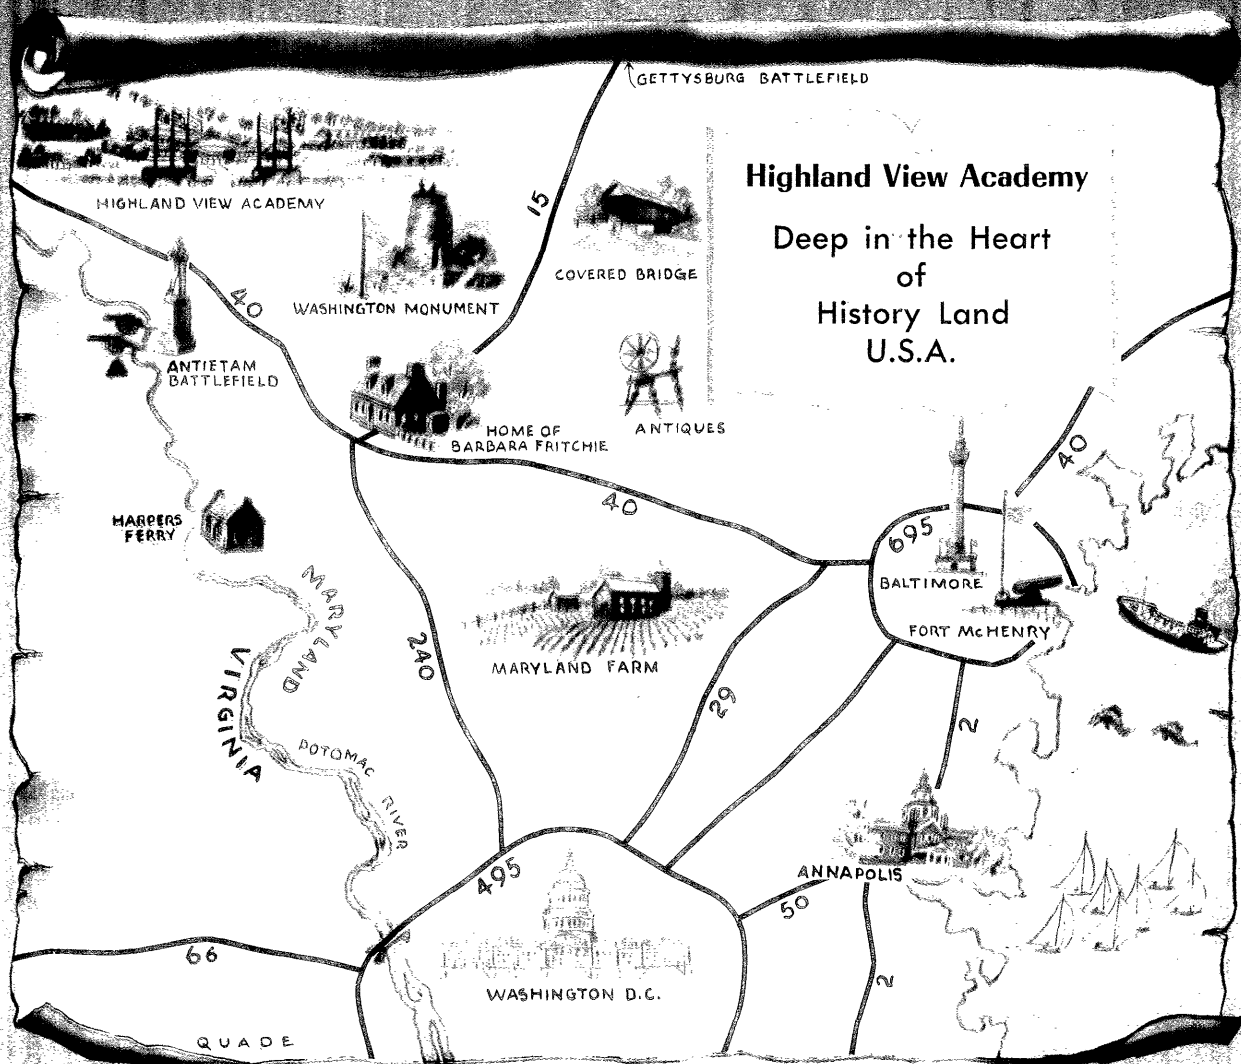 GETTYSBURG BATTLEFIELD
Highland View Academy
Deep in the Heart
of
History Land
U.S.A.
HIGHLAND VIEW ACADEMY
15
COVERED BRIDGE
WASHINGTON MONUMENT
40
ANTIETAM
BATTLEFIELD
ANTIQUES
HOME OF
BARBARA FRITCHIE
40
40
HARPERS
FERRY
695
BALTIMORE
FORT McHENRY
MARYLAND
VIRGINIA
240
MARYLAND FARM
29
2
POTOMAC
RIVER
495
ANNAPOLIS
50
66
2
WASHINGTON D.C.
QUADE